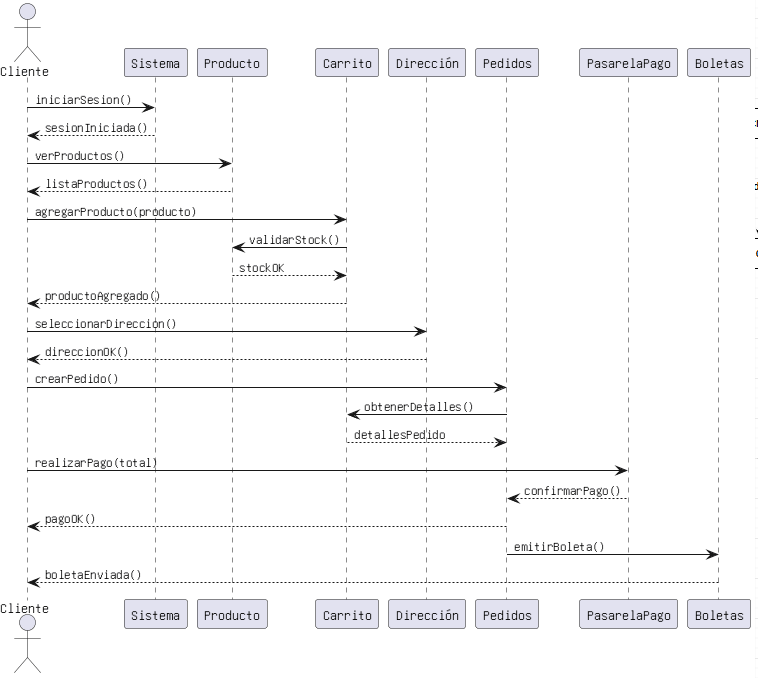 Cliente
Sistema Producto Carrito Dirección Pedidos PasarelaPago Boletas
iniciarSesion()
sesionIniciada()
verProductos()
listaProductos()
agregarProducto(producto)
validarStock()
stockOK
productoAgregado()
seleccionarDireccion()
direccionOK()
crearPedido()
obtenerDetalles()
detallesPedido
realizarPago(total)
confirmarPago()
pagoOK()
emitirBoleta()
boletaEnviada()
Cliente
Sistema Producto Carrito Dirección Pedidos PasarelaPago Boletas